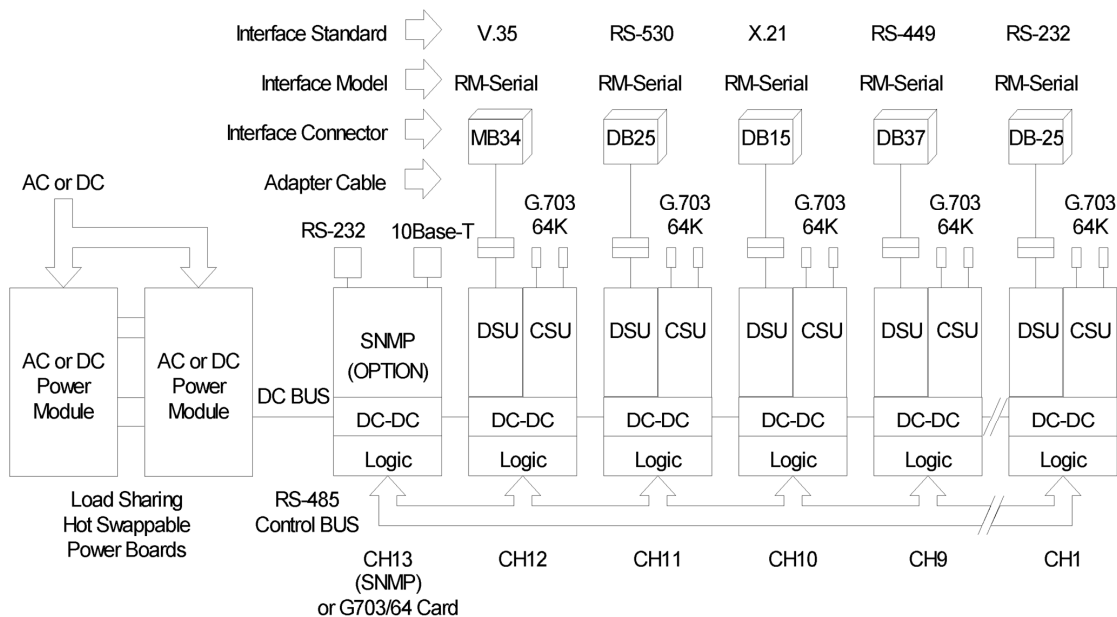 Interface Standard V.35 RS-530 X.21 RS-449 RS-232
Interface Model RM-Serial RM-Serial RM-Serial RM-Serial RM-Serial
Interface Connector MB34 DB25 DB15 DB37 DB-25
Adapter Cable
AC or DC
G.703 G.703 G.703 G.703 G.703
64K 64K 64K 64K 64K
RS-232 10Base-T
AC or DC
Power
Module
AC or DC
Power
Module
DC BUS
SNMP
(OPTION)
DSU CSU DSU CSU DSU CSU DSU CSU DSU CSU
DC-DC DC-DC DC-DC DC-DC DC-DC DC-DC
Logic Logic Logic Logic Logic Logic
Load Sharing
Hot Swappable
Power Boards
RS-485
Control BUS
CH13
(SNMP)
or G703/64 Card
CH12 CH11 CH10 CH9 CH1